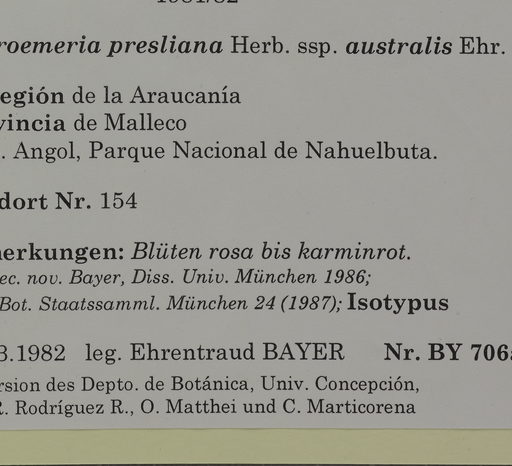 roemeria presliana Herb. ssp. australis Ehr.
egión de la Araucanía
vincia de Malleco
. Angol, Parque Nacional de Nahuelbuta.
dort Nr. 154
erkungen: Blüten rosa bis karminrot.
ec. nov. Bayer, Diss. Univ. München 1986;
Bot. Staatssamml. München 24 (1987); Isotypus
3.1982 leg. Ehrentraud BAYER Nr. BY 706
rsion des Depto. de Botánica, Univ. Concepción,
R. Rodríguez R., O. Matthei und C. Marticorena